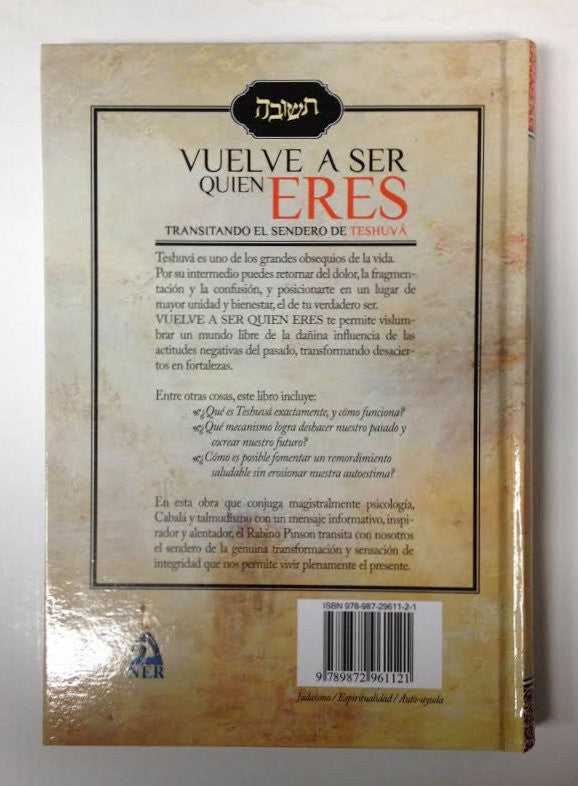 תשובה
VUELVE A SER
QUIEN ERES
TRANSITANDO EL SENDERO DE TESHUVÁ
Teshuvá es uno de los grandes obsequios de la vida.
Por su intermedio puedes retornar del dolor, la fragmen-
tación y la confusión, y posicionarte en un lugar de
mayor unidad y bienestar, el de tu verdadero ser.
VUELVE A SER QUIEN ERES te permite vislum-
brar un mundo libre de la dañina influencia de las
actitudes negativas del pasado, transformando desacier-
tos en fortalezas.
Entre otras cosas, este libro incluye:
¿Qué es Teshuvá exactamente, y cómo funciona?
¿Qué mecanismo logra deshacer nuestro pasado y
cocrear nuestro futuro?
¿Cómo es posible fomentar un remordimiento
saludable sin erosionar nuestra autoestima?
En esta obra que conjuga magistralmente psicología,
Cabalá y talmudismo con un mensaje informativo, inspi-
rador y alentador, el Rabino Pinson transita con nosotros
el sendero de la genuina transformación y sensación de
integridad que nos permite vivir plenamente el presente.
ISBN 978-987-29611-2-1
9 789872 961121
Judaísmo / Espiritualidad / Auto-ayuda